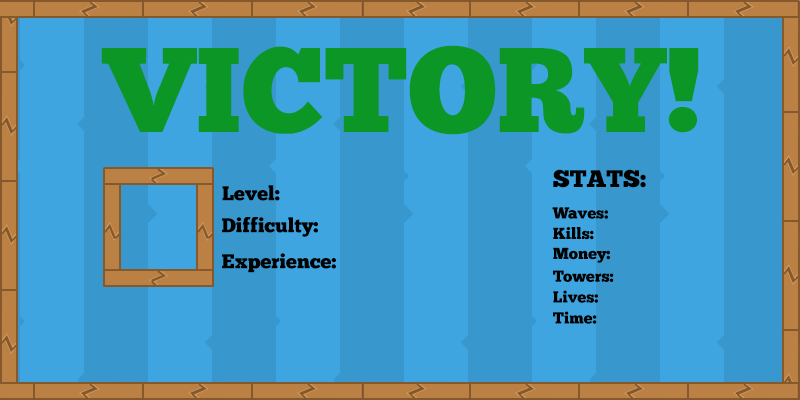 VICTORY!
Level:
Difficulty:
Experience:
STATS:
Waves:
Kills:
Money:
Towers:
Lives:
Time: